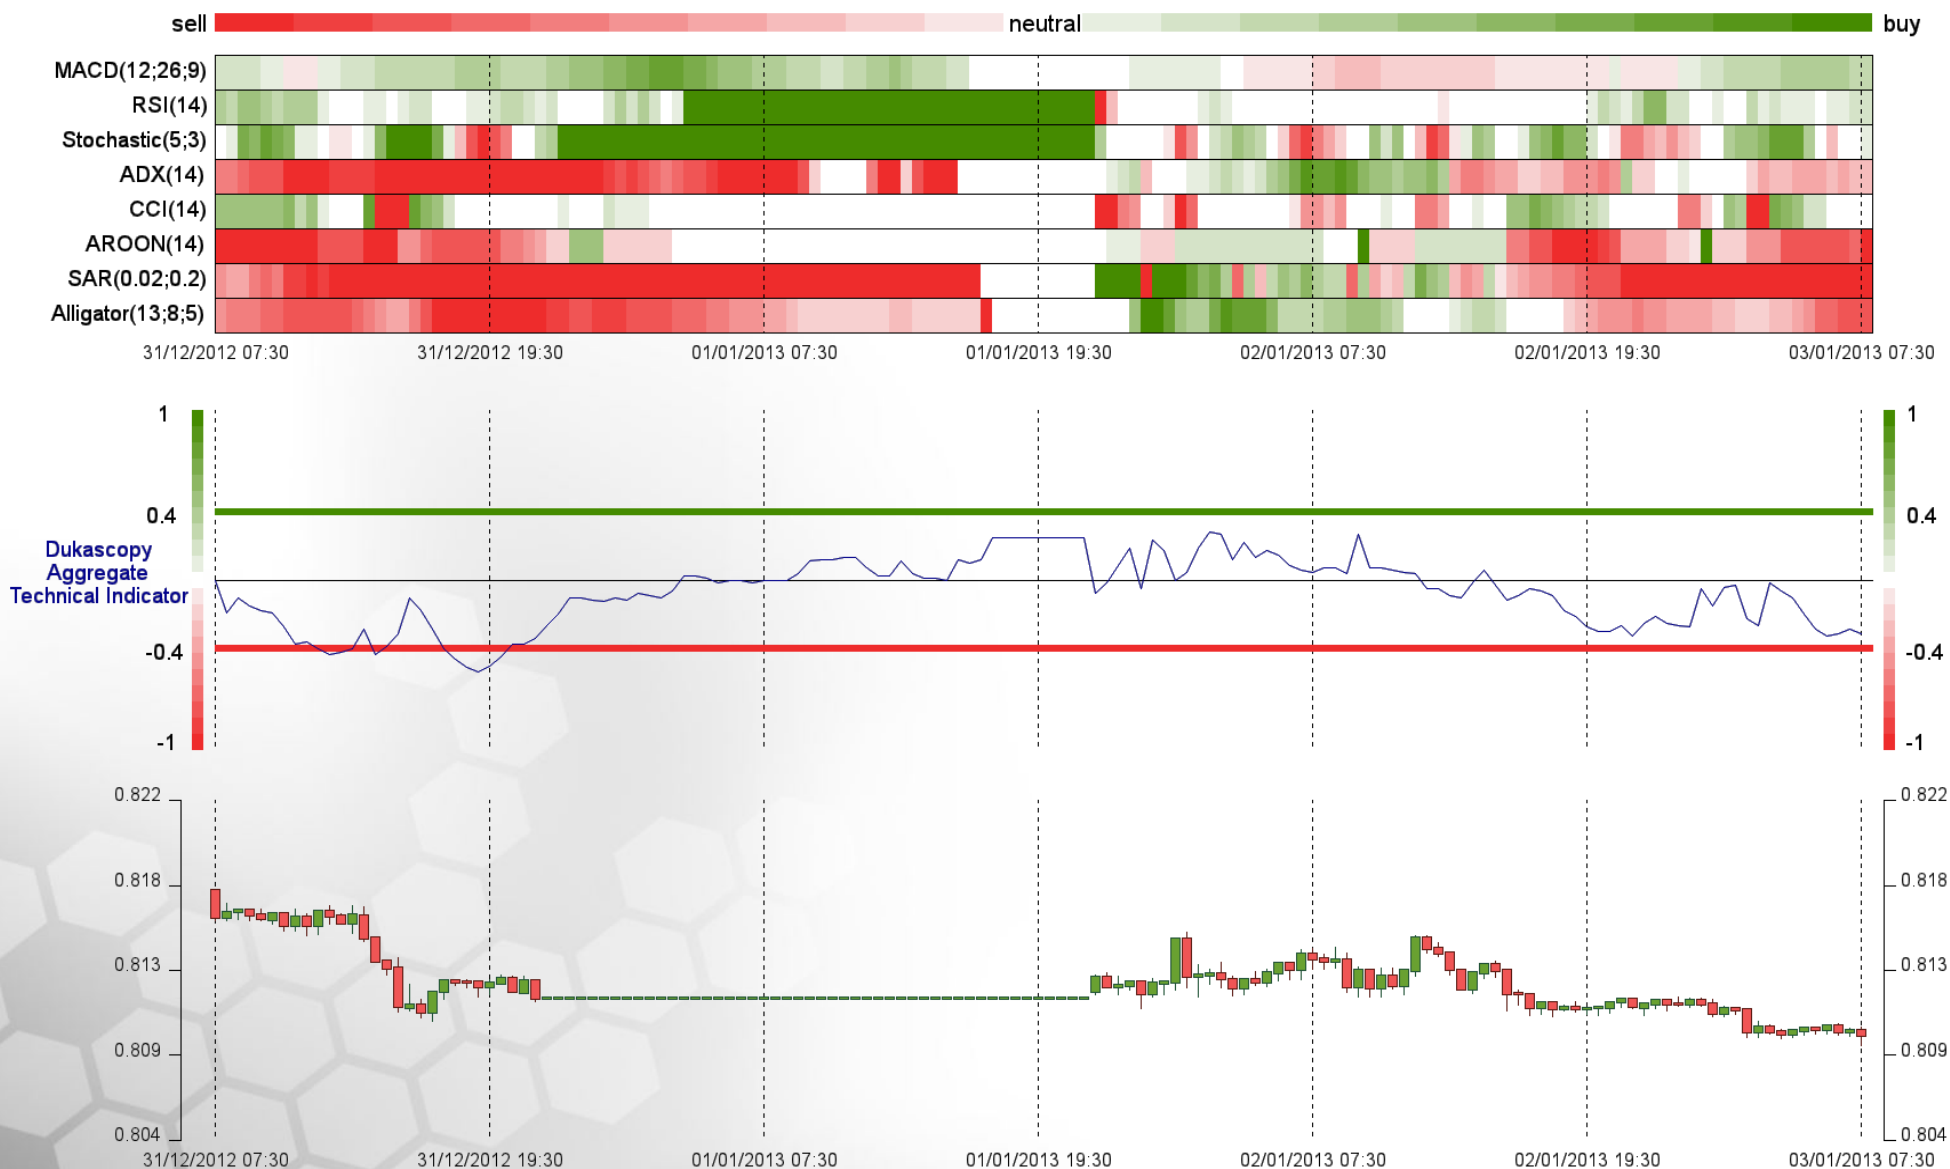 sell neutral buy
MACD(12;26;9)
RSI(14)
Stochastic(5;3)
ADX(14)
CCI(14)
AROON(14)
SAR(0.02;0.2)
Alligator(13;8;5)
31/12/2012 07:30 31/12/2012 19:30 01/01/2013 07:30 01/01/2013 19:30 02/01/2013 07:30 02/01/2013 19:30 03/01/2013 07:30
1 1
0.4 0.4
Dukascopy
Aggregate
Technical Indicator
-0.4 -0.4
-1 -1
0.822 0.822
0.818 0.818
0.813 0.813
0.809 0.809
0.804 0.804
31/12/2012 07:30 31/12/2012 19:30 01/01/2013 07:30 01/01/2013 19:30 02/01/2013 07:30 02/01/2013 19:30 03/01/2013 07:30